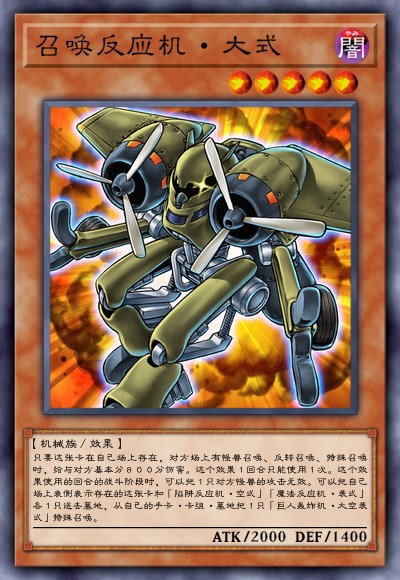 召唤反应机・大式
やみ
闇
【机械族/效果】
只要这张卡在自己场上存在，对方场上有怪兽召唤、反转召唤、特殊召唤
时，给与对方基本分８００分伤害。这个效果1回合只能使用1次。这个效
果使用的回合的战斗阶段时，可以把1只对方怪兽的攻击无效。可以把自己
场上表侧表示存在的这张卡和「陷阱反应机・空式」「魔法反应机・袭式」
各1只送去墓地，从自己的手卡・卡组・墓地把1只「巨人轰炸机・大空袭
式」特殊召唤。
ATK/2000 DEF/1400